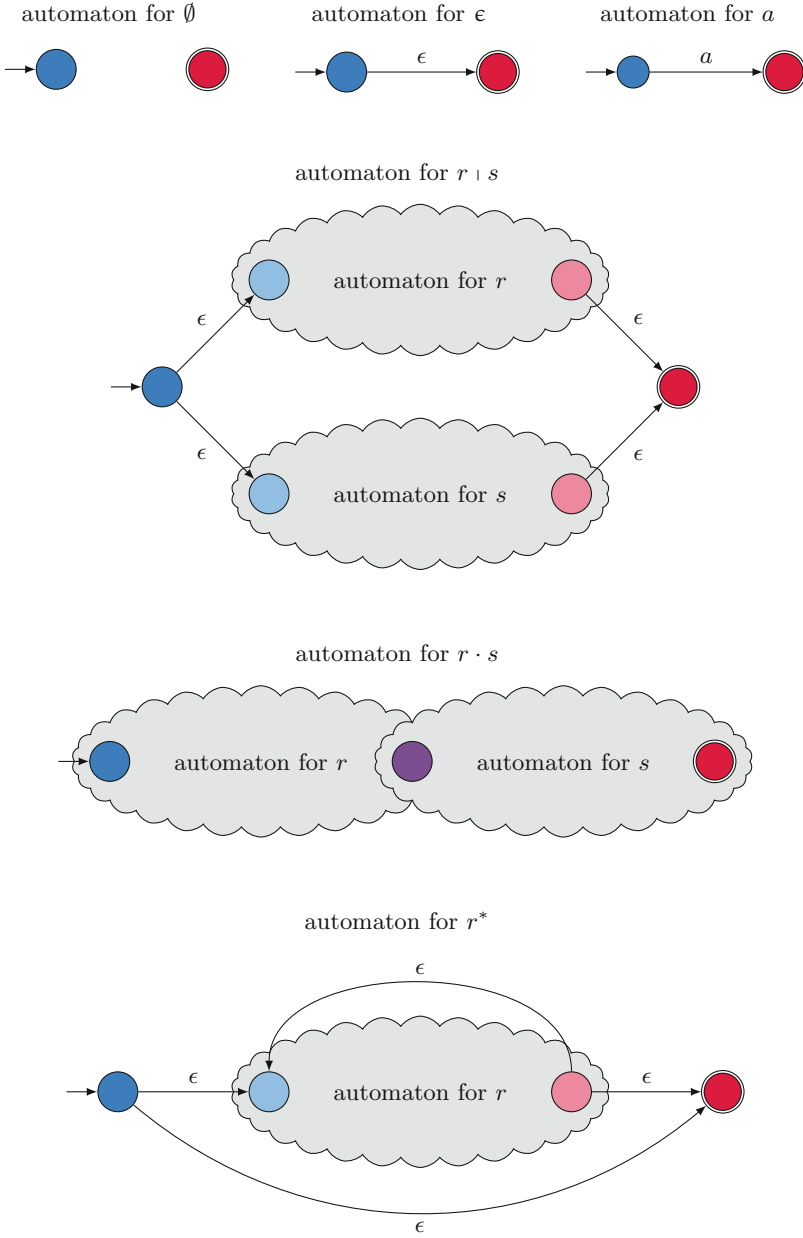 automaton for ∅ automaton for ϵ automaton for a
ϵ a
automaton for r | s
automaton for r
ϵ ϵ
ϵ ϵ
automaton for s
automaton for r · s
automaton for r automaton for s
automaton for r*
ϵ
ϵ automaton for r ϵ
ϵ